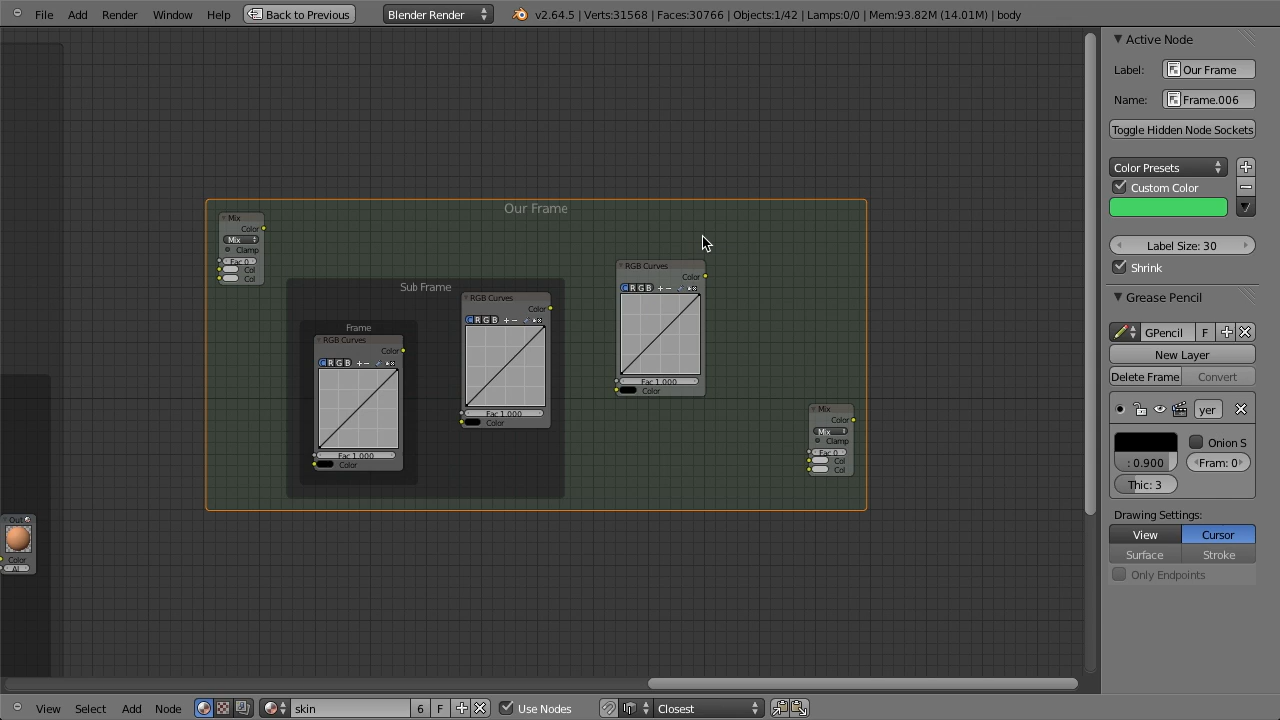 File Add Render Window Help Back to Previous Blender Render v2.64.5 | Verts:31568 | Faces:30766 | Objects:1/42 | Lamps:0/0 | Mem:93.82M (14.01M) | body
Our Frame
Mix
Color
Mix
Clamp
Fac 0
Col
Col
Sub Frame
RGB Curves
Color
C R G B
Fac 1.000
Color
Frame
RGB Curves
Color
C R G B
Fac 1.000
Color
RGB Curves
Color
C R G B
Fac 1.000
Color
Mix
Color
Mix
Clamp
Fac 0
Col
Col
Out
Color
Al
Active Node
Label: Our Frame
Name: Frame.006
Toggle Hidden Node Sockets
Color Presets
Custom Color
Label Size: 30
Shrink
Grease Pencil
GPencil F
New Layer
Delete Frame Convert
yer
Onion S
: 0.900 Fram: 0
Thic: 3
Drawing Settings:
View Cursor
Surface Stroke
Only Endpoints
View Select Add Node skin 6 F Use Nodes Closest